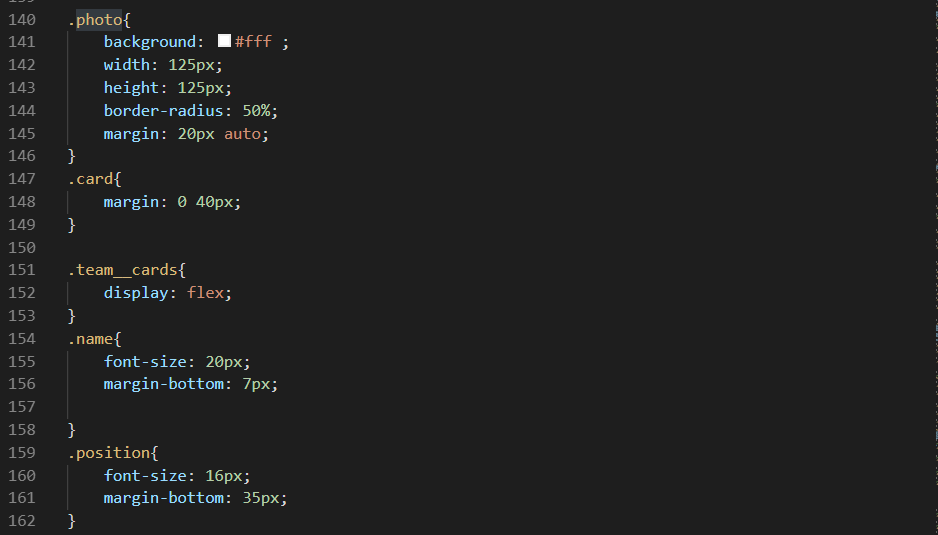 140 .photo{
141 background: #fff ;
142 width: 125px;
143 height: 125px;
144 border-radius: 50%;
145 margin: 20px auto;
146 }
147 .card{
148 margin: 0 40px;
149 }
150
151 .team__cards{
152 display: flex;
153 }
154 .name{
155 font-size: 20px;
156 margin-bottom: 7px;
157
158 }
159 .position{
160 font-size: 16px;
161 margin-bottom: 35px;
162 }